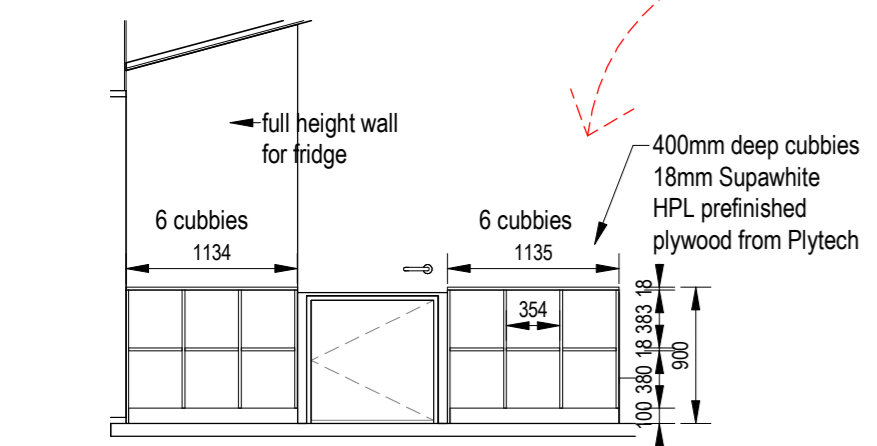 full height wall
for fridge
400mm deep cubbies
18mm Supawhite
HPL prefinished
plywood from Plytech
6 cubbies
1134
6 cubbies
1135
354
18
383
18
380
100
900